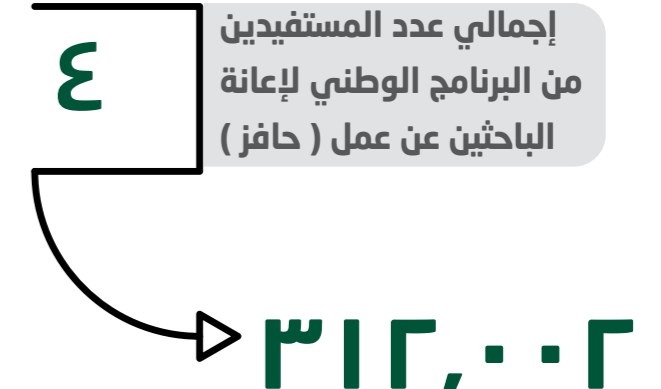 إجمالي عدد المستفيدين
من البرنامج الوطني لإعانة
الباحثين عن عمل ( حافز )
٤
٣١٢,٠٠٢